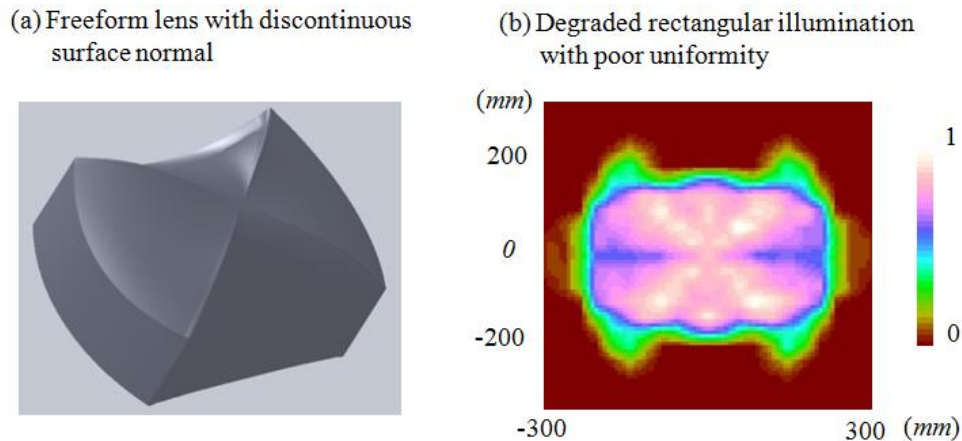 (a) Freeform lens with discontinuous
surface normal
(b) Degraded rectangular illumination
with poor uniformity
(mm)
200
0
-200
-300
300 (mm)
1
0